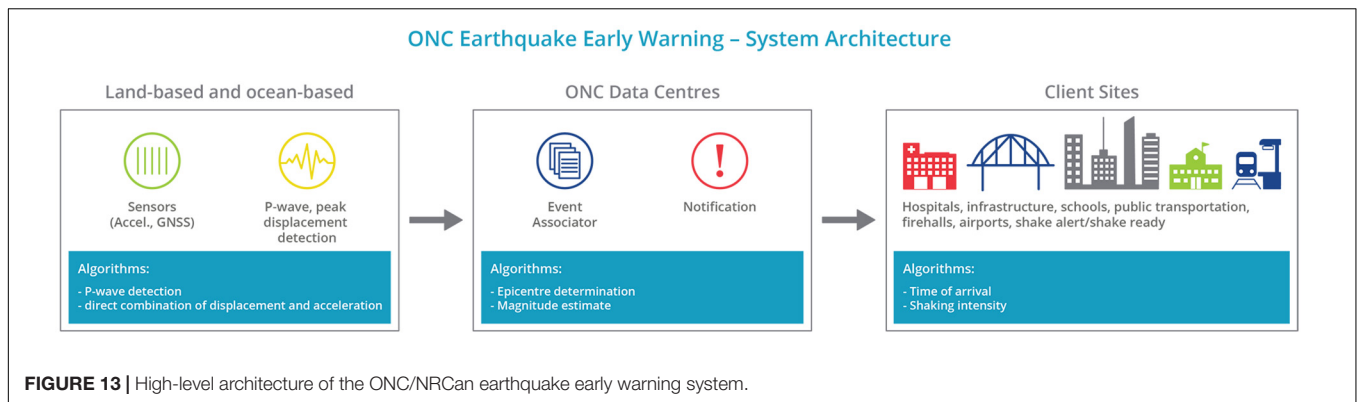 ONC Earthquake Early Warning – System Architecture
Land-based and ocean-based
Sensors
(Accel., GNSS)
P-wave, peak
displacement
detection
Algorithms:
- P-wave detection
- direct combination of displacement and acceleration
ONC Data Centres
Event
Associator
Notification
Algorithms:
- Epicentre determination
- Magnitude estimate
Client Sites
Hospitals, infrastructure, schools, public transportation,
firehalls, airports, shake alert/shake ready
Algorithms:
- Time of arrival
- Shaking intensity
FIGURE 13 | High-level architecture of the ONC/NRCan earthquake early warning system.